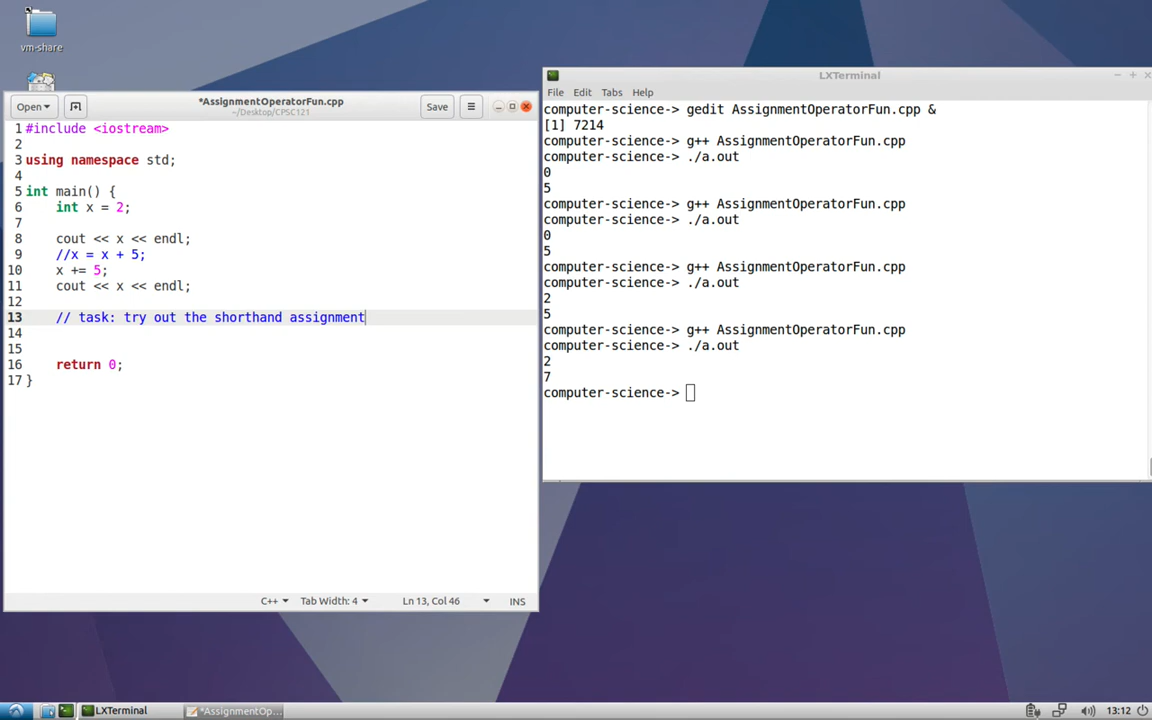 vm-share
Open
*AssignmentOperatorFun.cpp
~/Desktop/CPSC121
Save
1 #include <iostream>
2
3 using namespace std;
4
5 int main() {
6 int x = 2;
7
8 cout << x << endl;
9 //x = x + 5;
10 x += 5;
11 cout << x << endl;
12
13 // task: try out the shorthand assignment
14
15
16 return 0;
17 }
C++ Tab Width: 4 Ln 13, Col 46 INS
LXTerminal
File Edit Tabs Help
computer-science-> gedit AssignmentOperatorFun.cpp &
[1] 7214
computer-science-> g++ AssignmentOperatorFun.cpp
computer-science-> ./a.out
0
5
computer-science-> g++ AssignmentOperatorFun.cpp
computer-science-> ./a.out
0
5
computer-science-> g++ AssignmentOperatorFun.cpp
computer-science-> ./a.out
2
5
computer-science-> g++ AssignmentOperatorFun.cpp
computer-science-> ./a.out
2
7
computer-science->
LXTerminal *AssignmentOp... 13:12